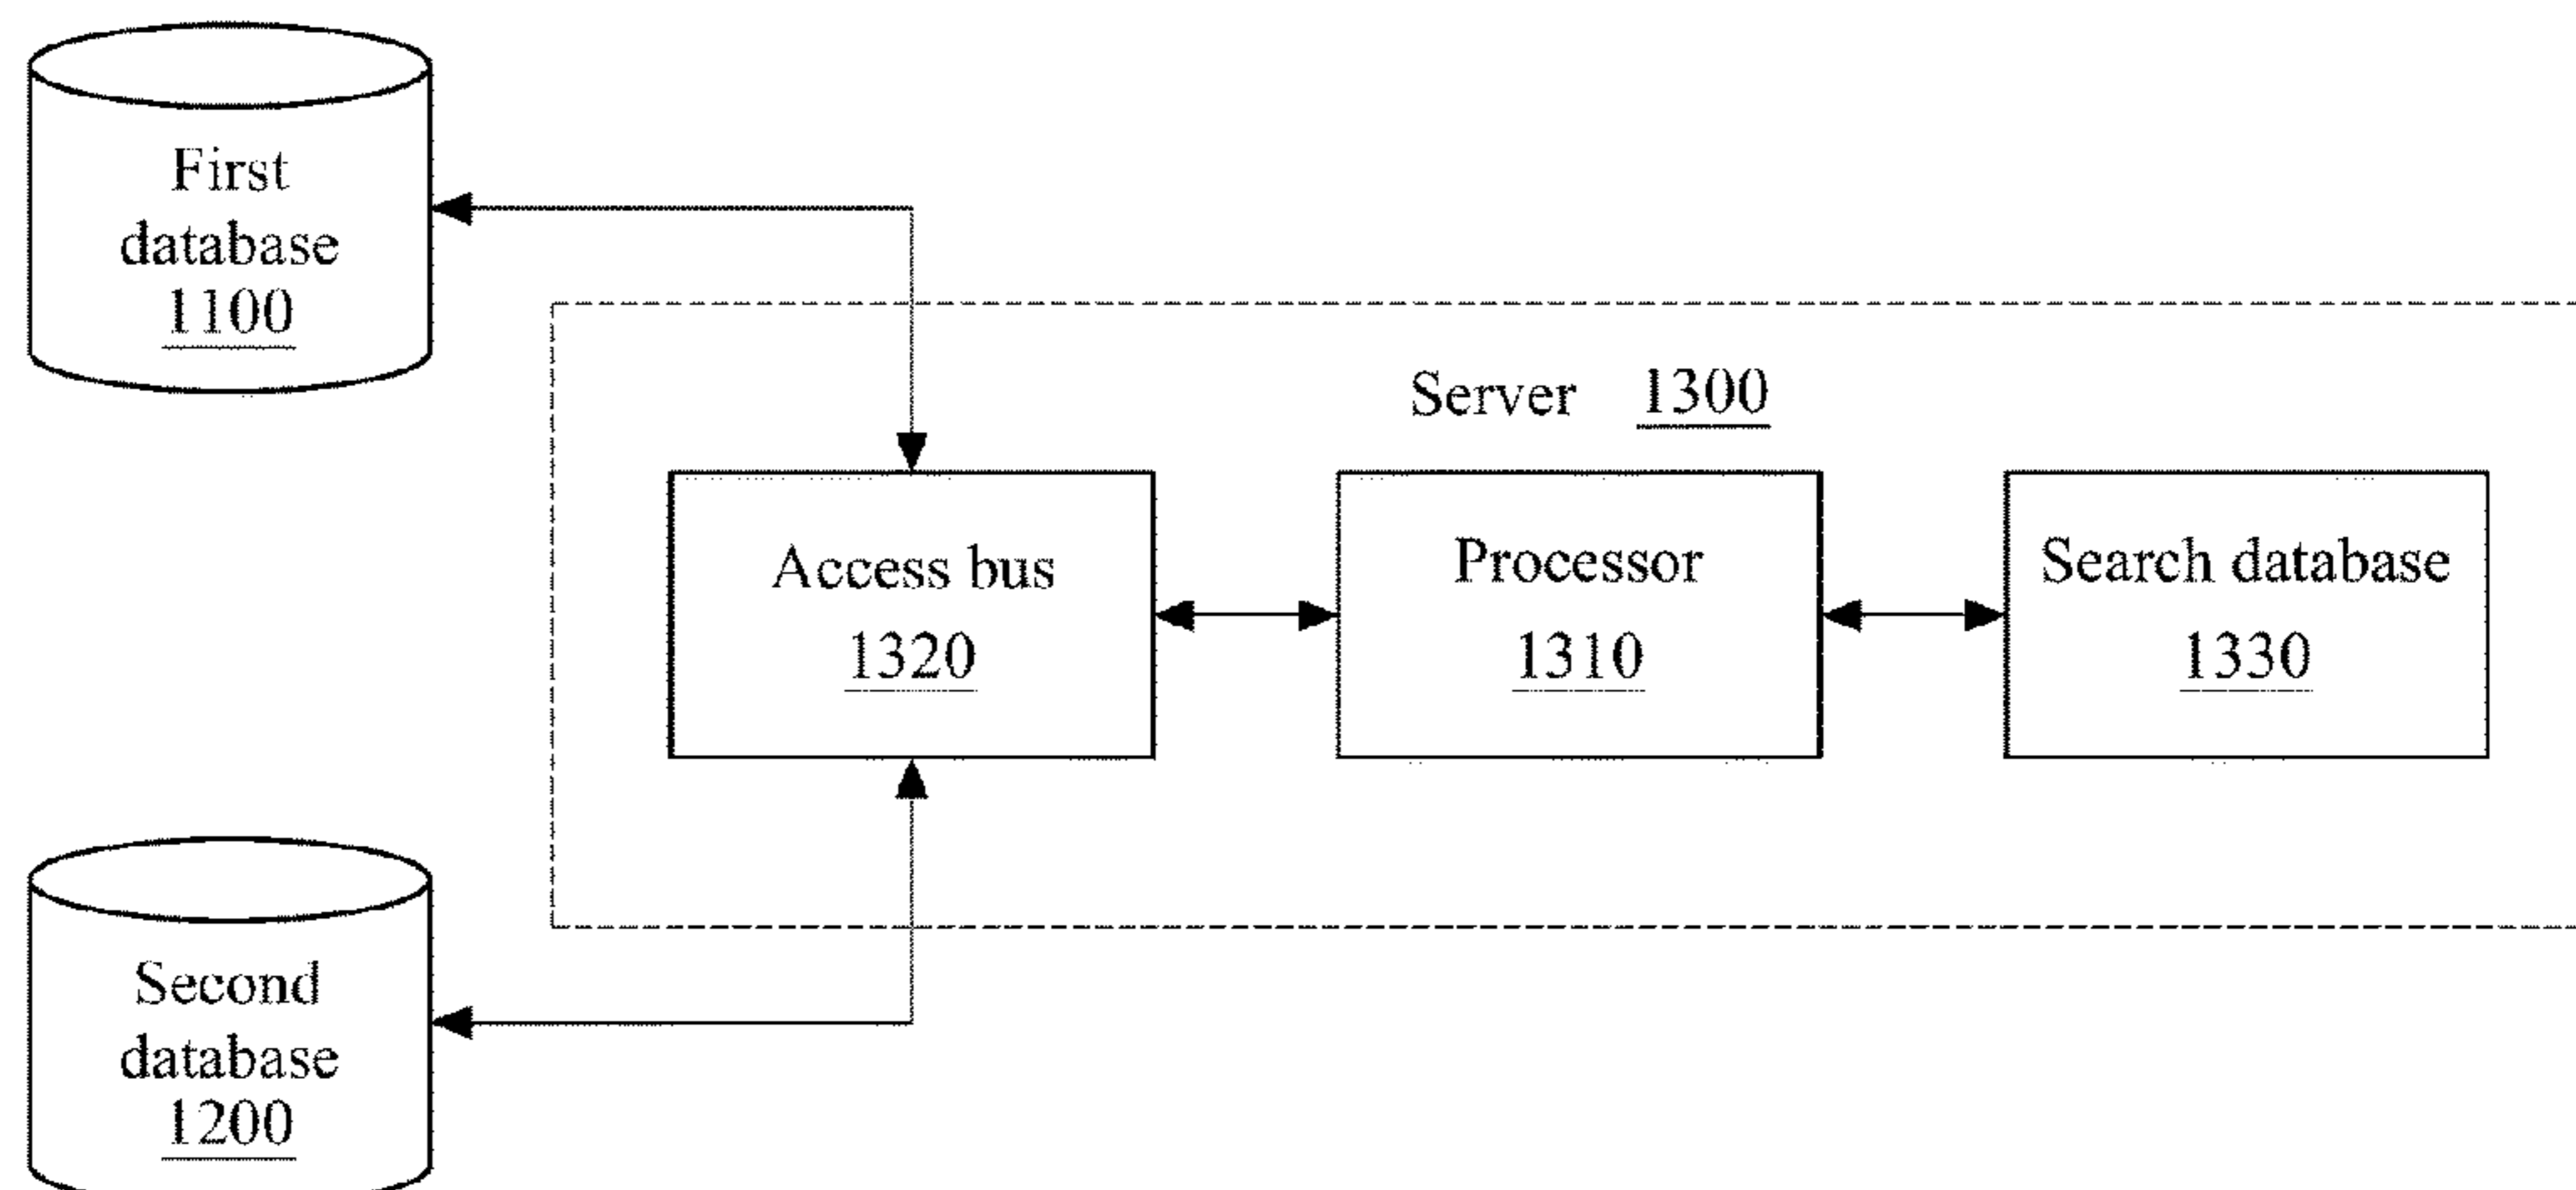 First
database
1100
Server 1300
Access bus
1320
Processor
1310
Search database
1330
Second
database
1200